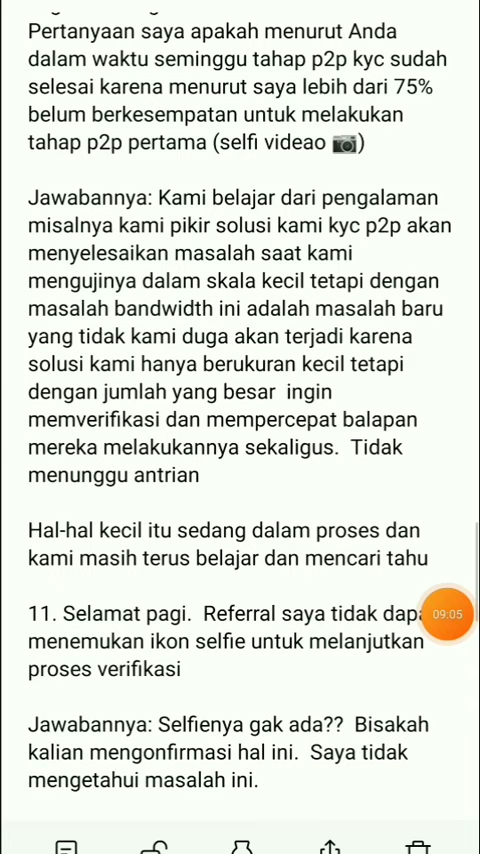 Pertanyaan saya apakah menurut Anda
dalam waktu seminggu tahap p2p kyc sudah
selesai karena menurut saya lebih dari 75%
belum berkesempatan untuk melakukan
tahap p2p pertama (selfi videao 📷)
Jawabannya: Kami belajar dari pengalaman
misalnya kami pikir solusi kami kyc p2p akan
menyelesaikan masalah saat kami
mengujinya dalam skala kecil tetapi dengan
masalah bandwidth ini adalah masalah baru
yang tidak kami duga akan terjadi karena
solusi kami hanya berukuran kecil tetapi
dengan jumlah yang besar  ingin
memverifikasi dan mempercepat balapan
mereka melakukannya sekaligus.  Tidak
menunggu antrian
Hal-hal kecil itu sedang dalam proses dan
kami masih terus belajar dan mencari tahu
11. Selamat pagi.  Referral saya tidak dapa
09:05
menemukan ikon selfie untuk melanjutkan
proses verifikasi
Jawabannya: Selfienya gak ada??  Bisakah
kalian mengonfirmasi hal ini.  Saya tidak
mengetahui masalah ini.